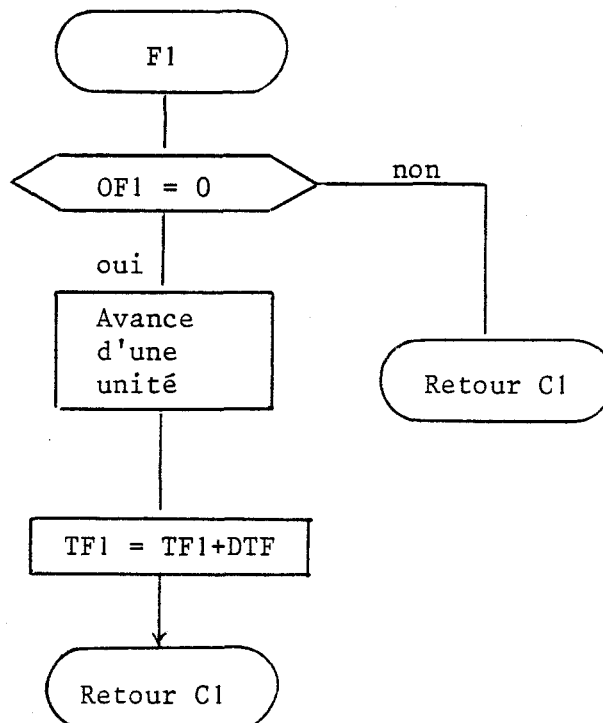 F1
OF1 = 0
non
oui
Avance
d'une
unité
Retour C1
TF1 = TF1+DTF
Retour C1